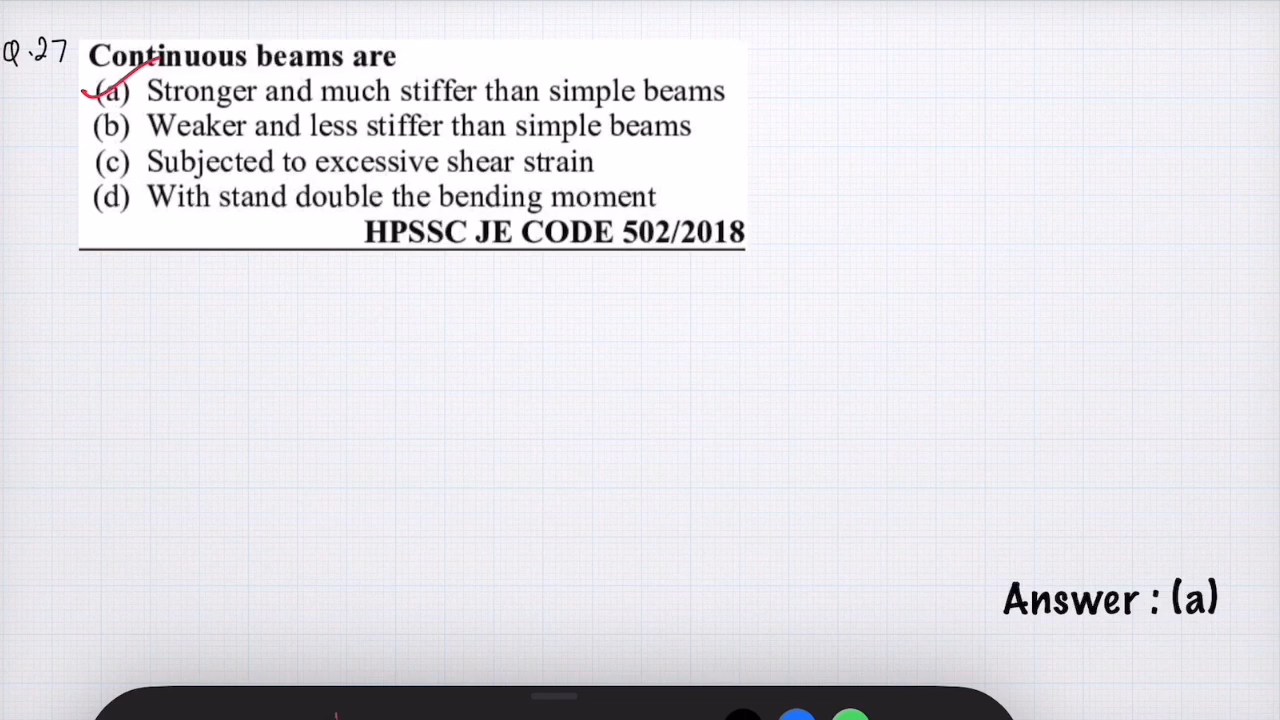 Q.27 Continuous beams are
(a) Stronger and much stiffer than simple beams
(b) Weaker and less stiffer than simple beams
(c) Subjected to excessive shear strain
(d) With stand double the bending moment
HPSSC JE CODE 502/2018
Answer : (a)